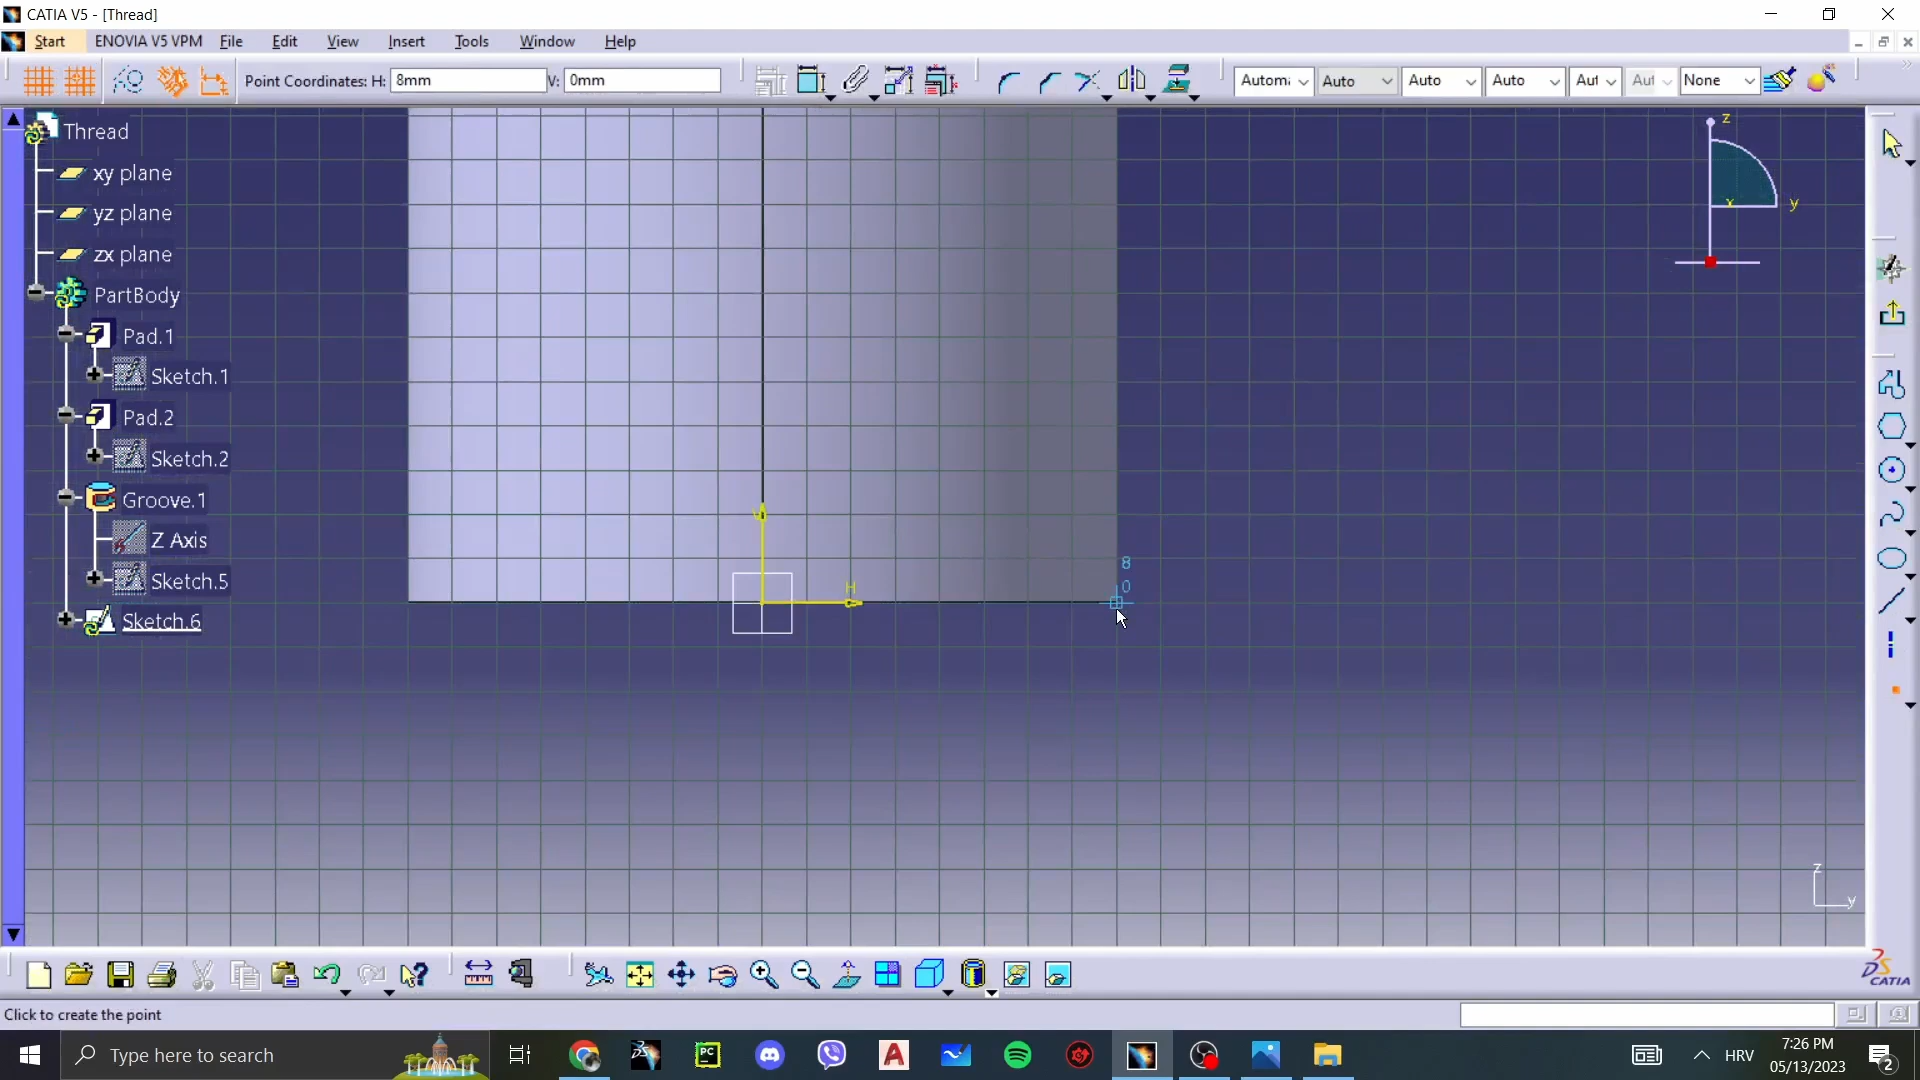 CATIA V5 - [Thread]
Start ENOVIA V5 VPM File Edit View Insert Tools Window Help
Point Coordinates: H: 8mm V: 0mm Automa Auto Auto Auto Aut Aut None
Thread
xy plane
yz plane
zx plane
PartBody
Pad.1
Sketch.1
Pad.2
Sketch.2
Groove.1
Z Axis
Sketch.5
Sketch.6
z
x
y
V
H
8
0
z
y
CATIA
Click to create the point
Type here to search
PC
A
HRV
7:26 PM
05/13/2023
2